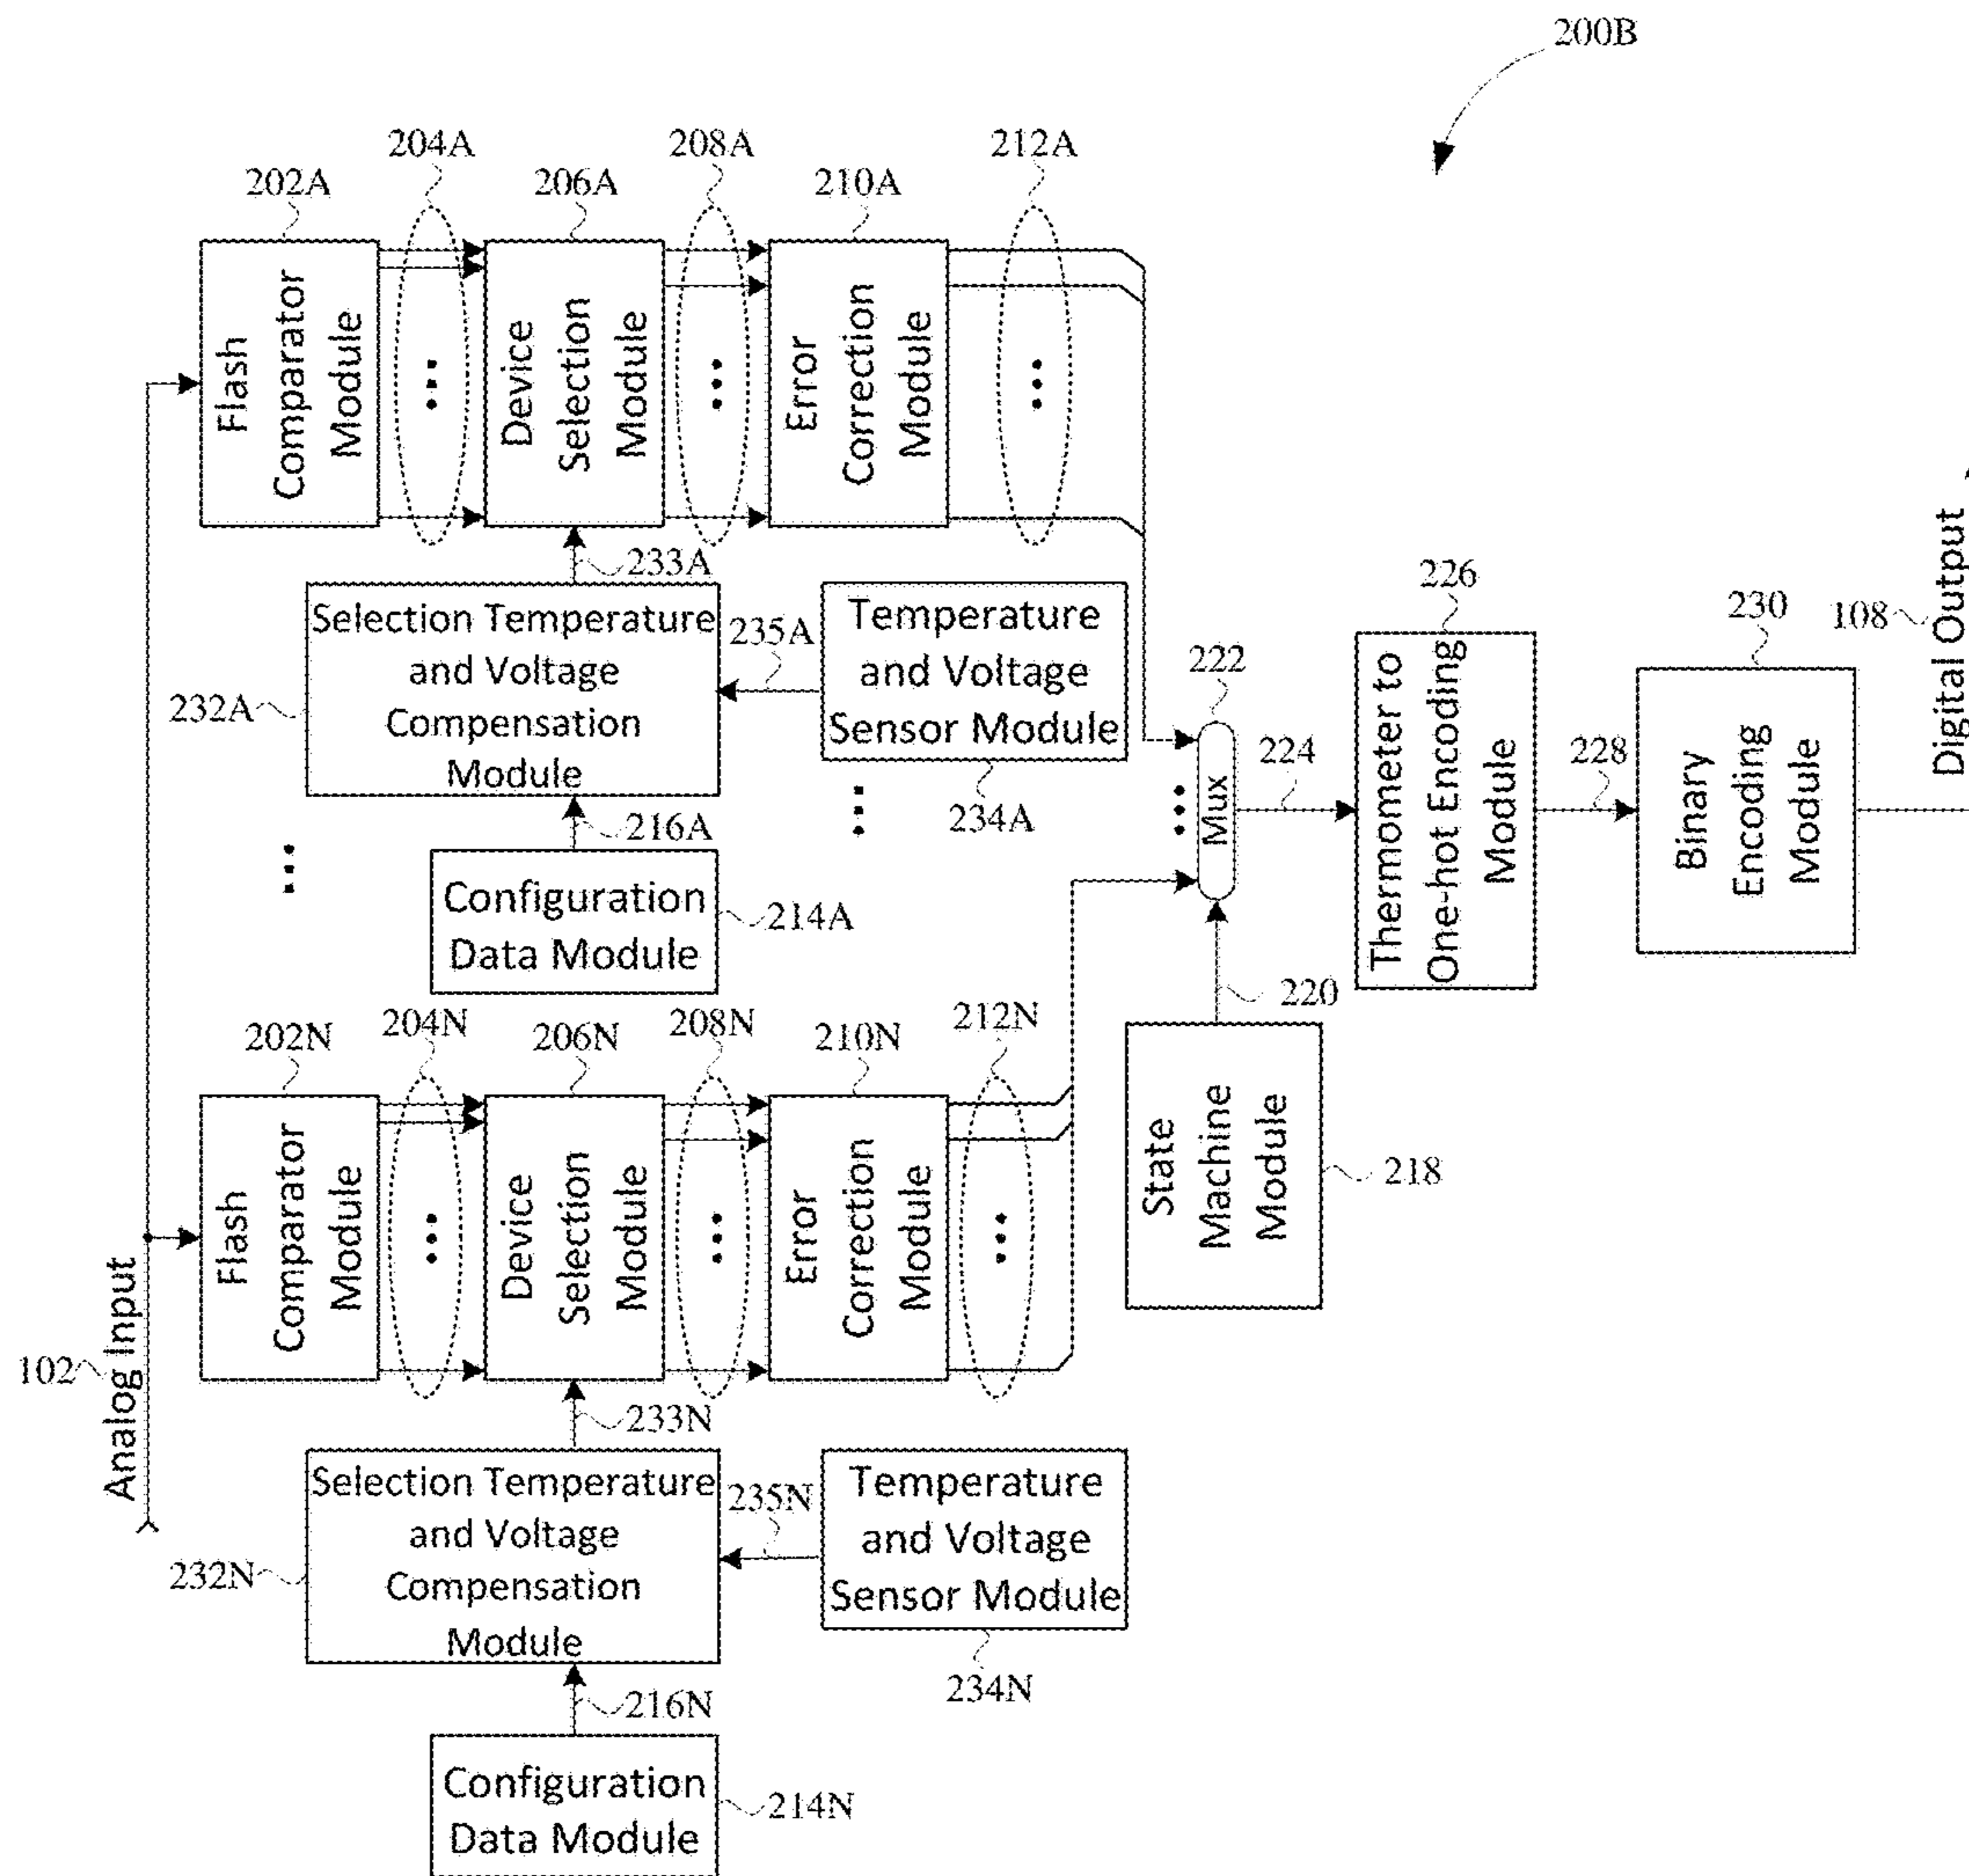 200B
204A
208A
212A
202A
206A
210A
Flash
Comparator
Module
Device
Selection
Module
Error
Correction
Module
233A
Selection Temperature
and Voltage
Compensation
Module
232A
235A
Temperature
and Voltage
Sensor Module
234A
216A
Configuration
Data Module
214A
222
Mux
224
226
Thermometer to
One-hot Encoding
Module
228
230
Binary
Encoding
Module
108
Digital Output
220
State
Machine
Module
218
204N
208N
212N
202N
206N
210N
Flash
Comparator
Module
Device
Selection
Module
Error
Correction
Module
102
Analog Input
233N
Selection Temperature
and Voltage
Compensation
Module
232N
235N
Temperature
and Voltage
Sensor Module
234N
216N
Configuration
Data Module
214N